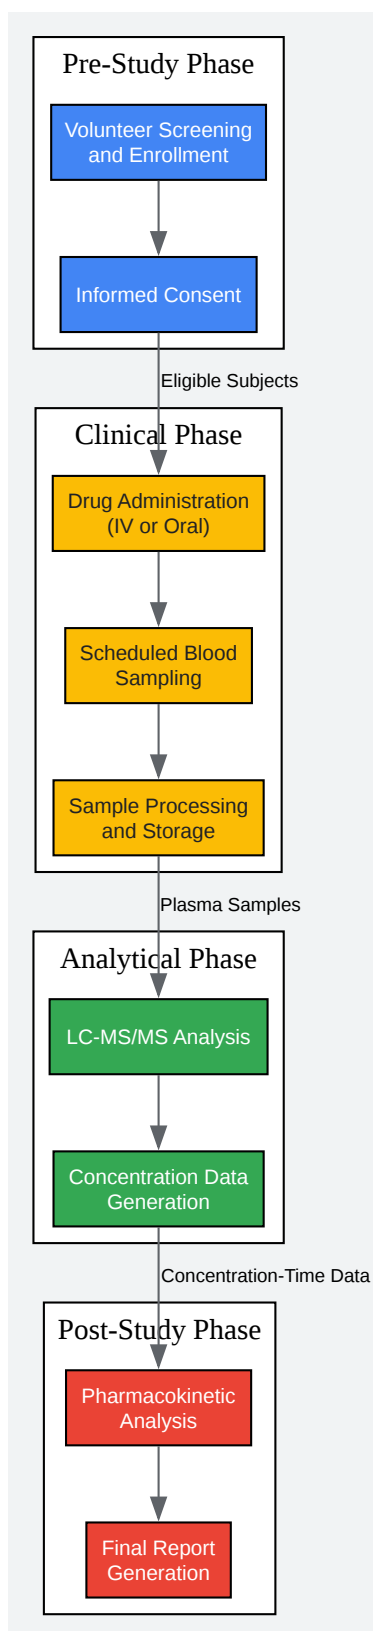 Pre-Study Phase
Volunteer Screening
and Enrollment
Informed Consent
Eligible Subjects
Clinical Phase
Drug Administration
(IV or Oral)
Scheduled Blood
Sampling
Sample Processing
and Storage
Plasma Samples
Analytical Phase
LC-MS/MS Analysis
Concentration Data
Generation
Concentration-Time Data
Post-Study Phase
Pharmacokinetic
Analysis
Final Report
Generation